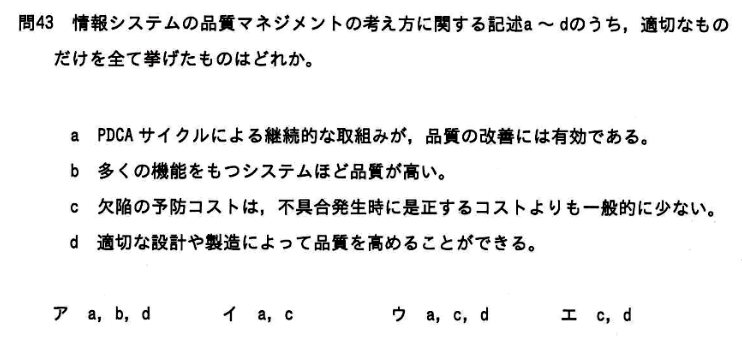 問43 情報システムの品質マネジメントの考え方に関する記述a ～ dのうち，適切なもの
だけを全て挙げたものはどれか。
a PDCA サイクルによる継続的な取組みが，品質の改善には有効である。
b 多くの機能をもつシステムほど品質が高い。
c 欠陥の予防コストは，不具合発生時に是正するコストよりも一般的に少ない。
d 適切な設計や製造によって品質を高めることができる。
ア a, b, d イ a, c ウ a, c, d エ c, d